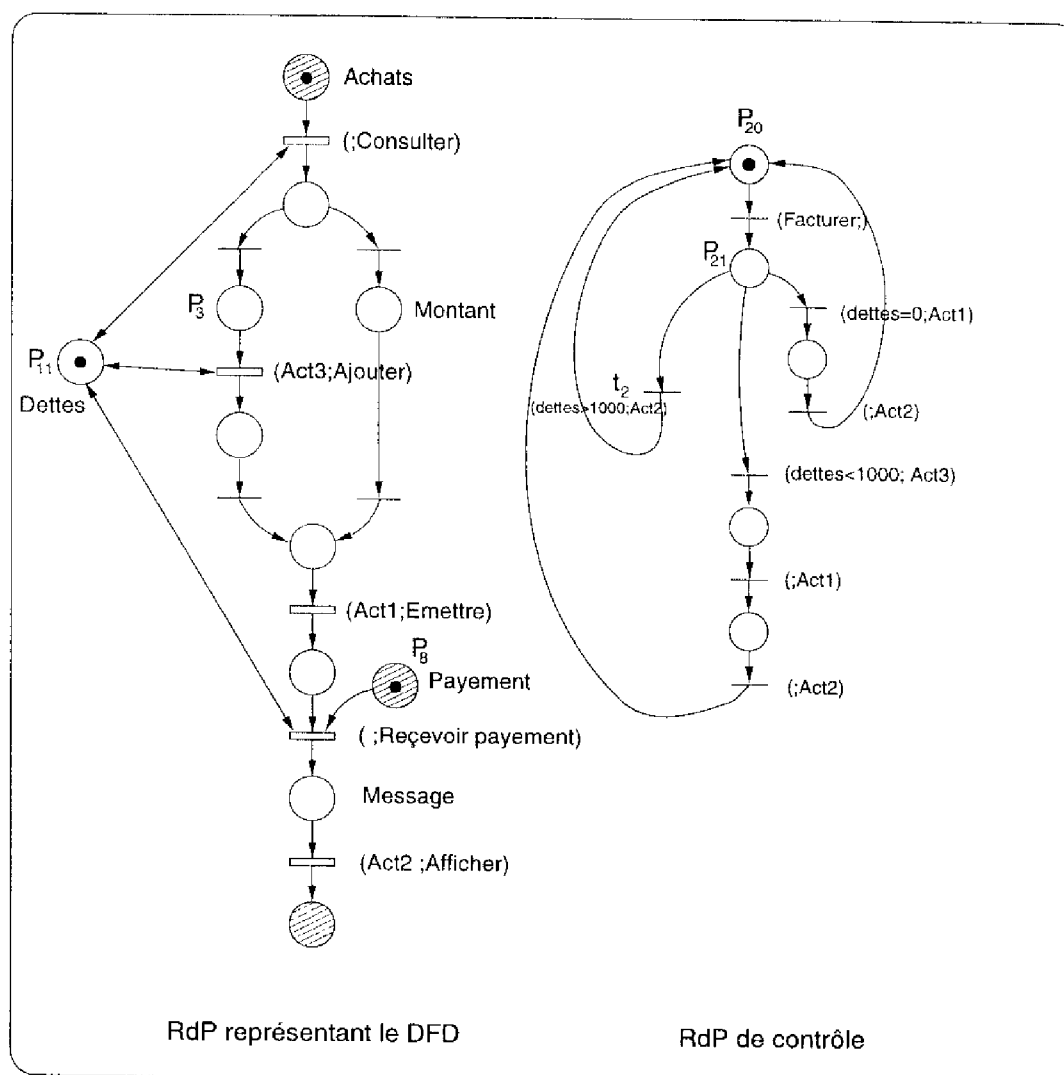 Achats
(;Consulter)
P3
Montant
P11
Dettes
(Act3;Ajouter)
(Act1;Emettre)
P8
Payement
( ;Reçevoir payement)
Message
(Act2 ;Afficher)
RdP représentant le DFD
P20
(Facturer;)
P21
(dettes=0;Act1)
t2
(dettes>1000;Act2)
(;Act2)
(dettes<1000; Act3)
(;Act1)
(;Act2)
RdP de contrôle